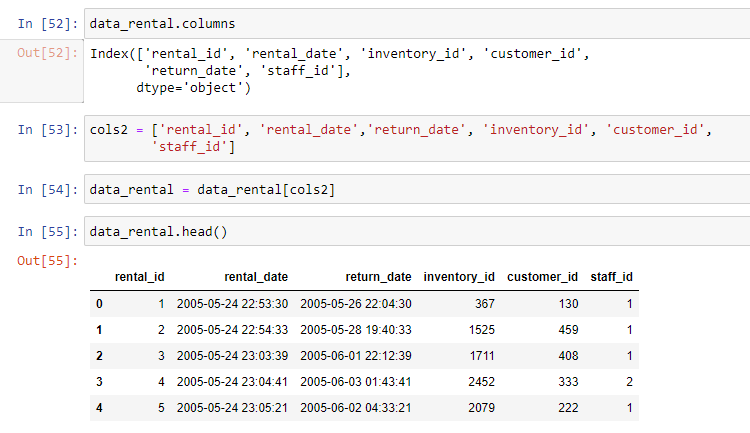 In [52]: data_rental.columns
Out[52]: Index(['rental_id', 'rental_date', 'inventory_id', 'customer_id',
'return_date', 'staff_id'],
dtype='object')
In [53]: cols2 = ['rental_id', 'rental_date','return_date', 'inventory_id', 'customer_id',
'staff_id']
In [54]: data_rental = data_rental[cols2]
In [55]: data_rental.head()
Out[55]:
rental_id rental_date return_date inventory_id customer_id staff_id
0 1 2005-05-24 22:53:30 2005-05-26 22:04:30 367 130 1
1 2 2005-05-24 22:54:33 2005-05-28 19:40:33 1525 459 1
2 3 2005-05-24 23:03:39 2005-06-01 22:12:39 1711 408 1
3 4 2005-05-24 23:04:41 2005-06-03 01:43:41 2452 333 2
4 5 2005-05-24 23:05:21 2005-06-02 04:33:21 2079 222 1